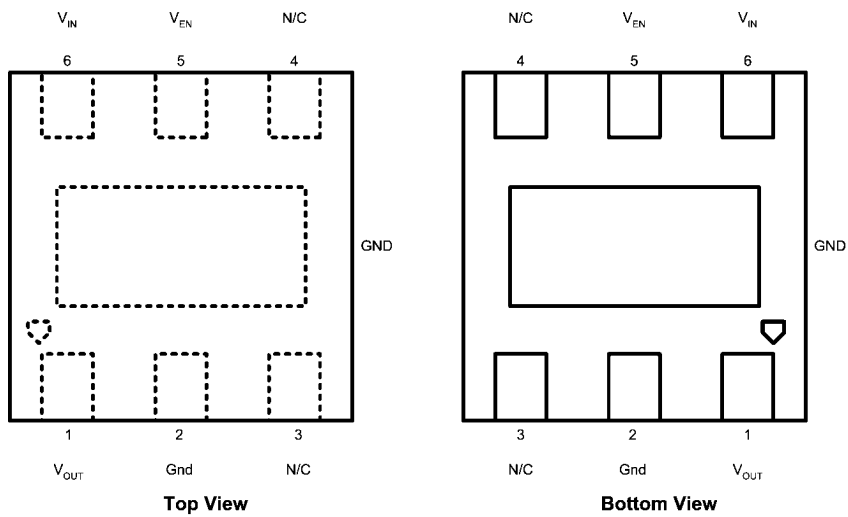 V_IN V_EN N/C N/C V_EN V_IN
6 5 4 4 5 6
GND GND
1 2 3 3 2 1
V_OUT Gnd N/C N/C Gnd V_OUT
Top View Bottom View